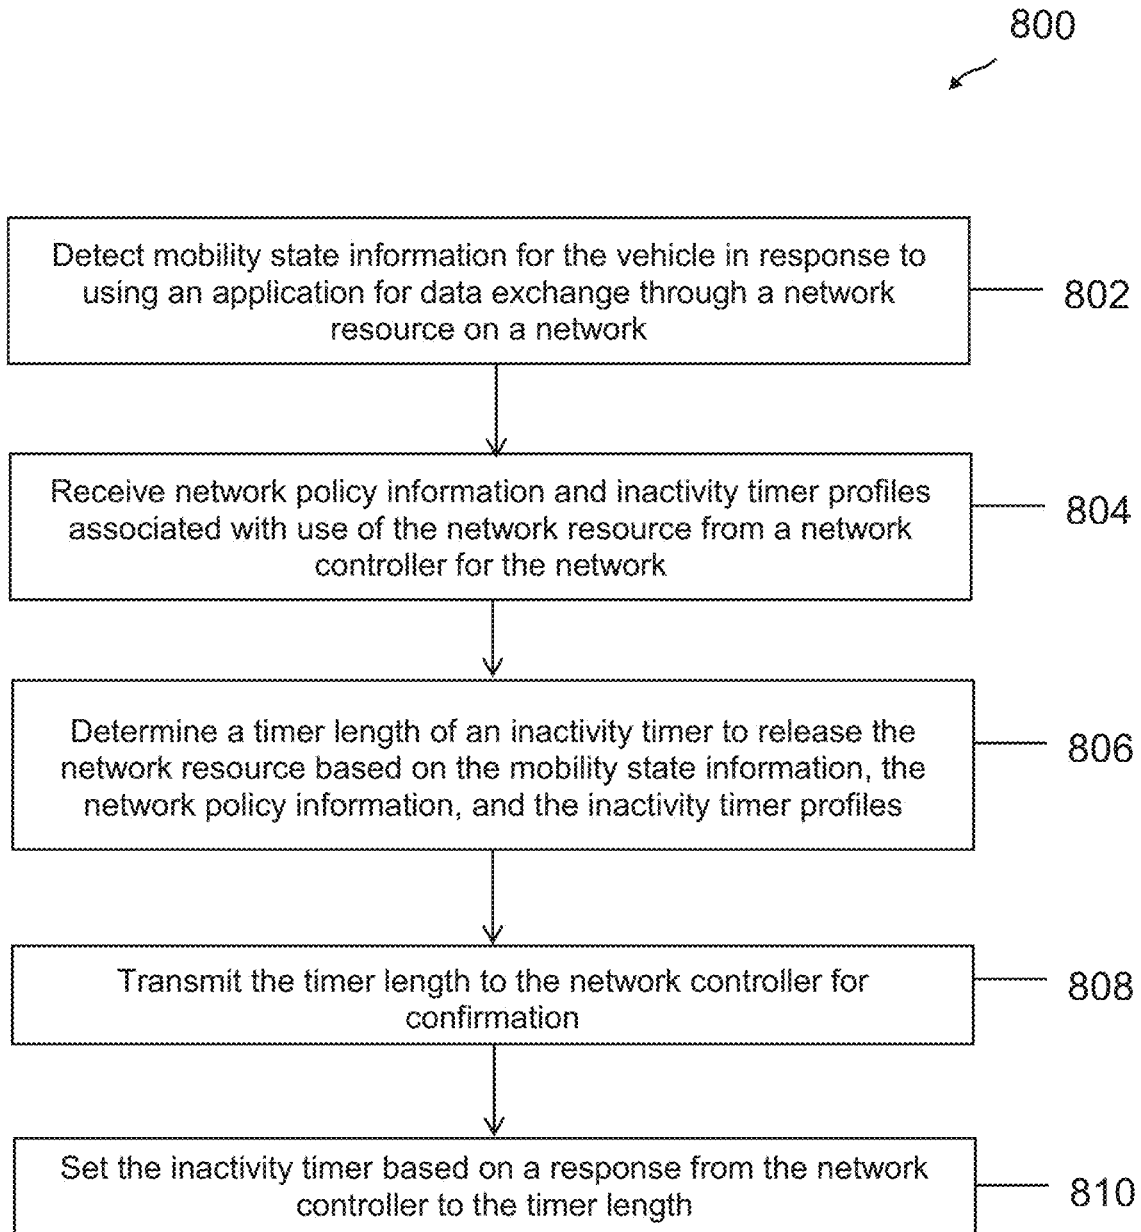 800
Detect mobility state information for the vehicle in response to
using an application for data exchange through a network
resource on a network
802
Receive network policy information and inactivity timer profiles
associated with use of the network resource from a network
controller for the network
804
Determine a timer length of an inactivity timer to release the
network resource based on the mobility state information, the
network policy information, and the inactivity timer profiles
806
Transmit the timer length to the network controller for
confirmation
808
Set the inactivity timer based on a response from the network
controller to the timer length
810